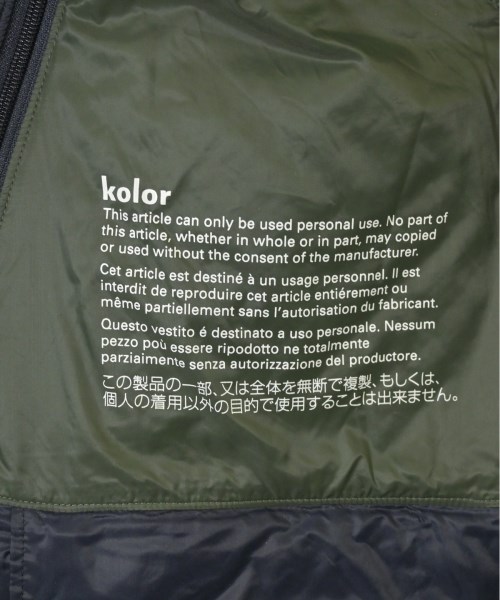 kolor
This article can only be used personal use. No part of
this article, whether in whole or in part, may copied
or used without the consent of the manufacturer.
Cet article est destiné à un usage personnel. Il est
interdit de reproduire cet article entiérement ou
même partiellement sans l'autorisation du fabricant.
Questo vestito é destinato a uso personale. Nessum
pezzo poù essere ripodotto ne totalmente
parziaimente senza autorizzazione del productore.
この製品の一部、又は全体を無断で複製、もしくは、
個人の着用以外の目的で使用することは出来ません。